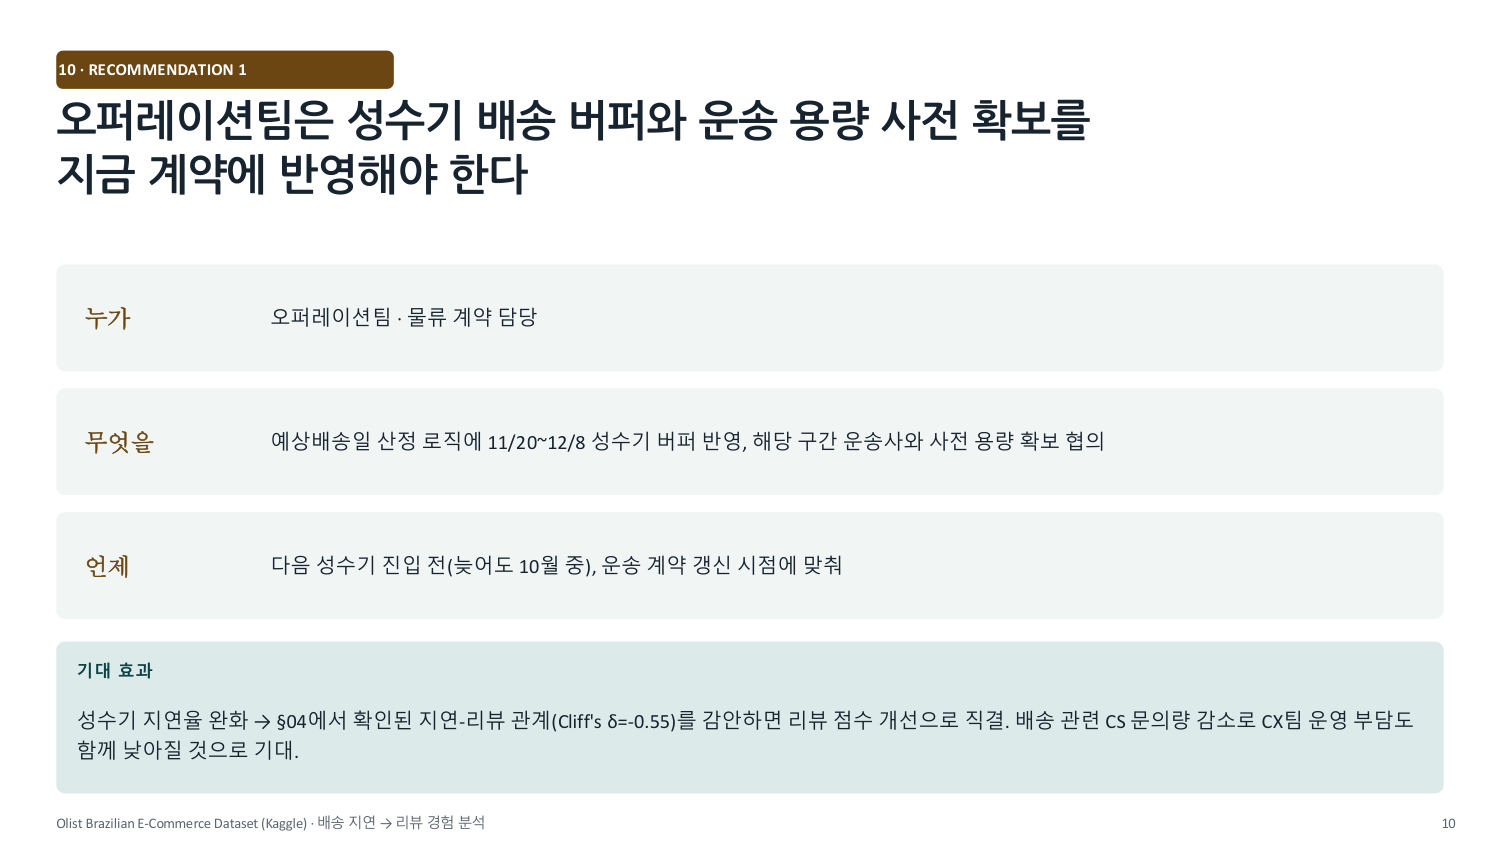 10 · RECOMMENDATION 1
오퍼레이션팀은 성수기 배송 버퍼와 운송 용량 사전 확보를
지금 계약에 반영해야 한다
누가
오퍼레이션팀 · 물류 계약 담당
무엇을
예상배송일 산정 로직에 11/20~12/8 성수기 버퍼 반영, 해당 구간 운송사와 사전 용량 확보 협의
언제
다음 성수기 진입 전(늦어도 10월 중), 운송 계약 갱신 시점에 맞춰
기대 효과
성수기 지연율 완화 → §04에서 확인된 지연-리뷰 관계(Cliff's δ=-0.55)를 감안하면 리뷰 점수 개선으로 직결. 배송 관련 CS 문의량 감소로 CX팀 운영 부담도
함께 낮아질 것으로 기대.
Olist Brazilian E-Commerce Dataset (Kaggle) · 배송 지연 → 리뷰 경험 분석
10